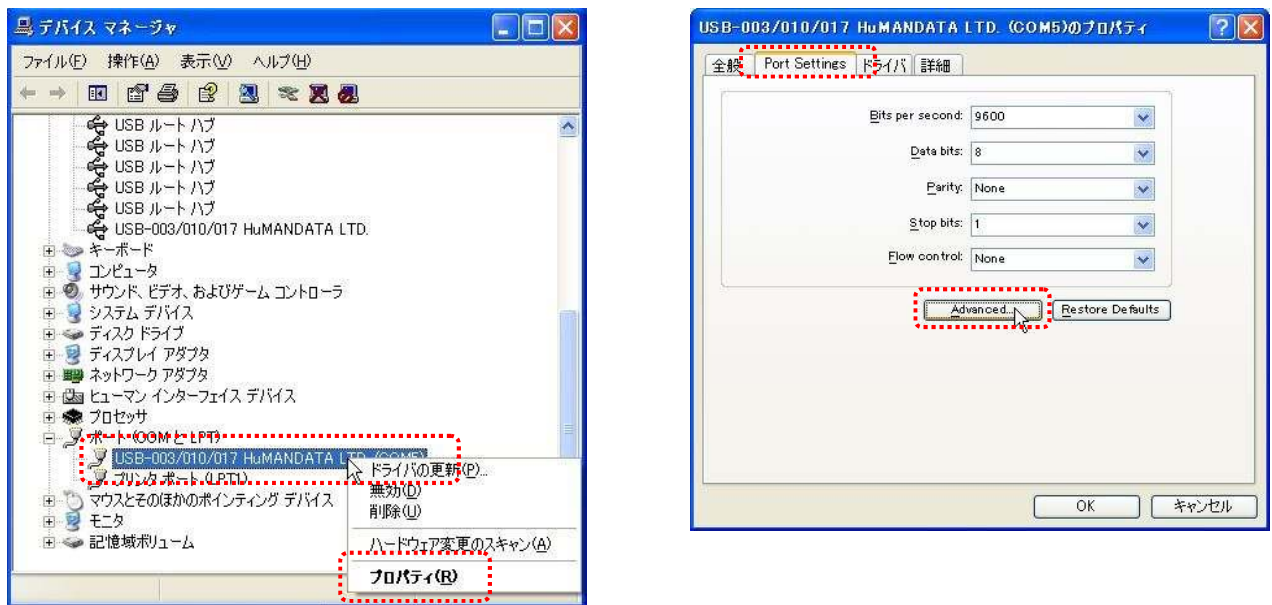 デバイス マネージャ
ファイル(F) 操作(A) 表示(V) ヘルプ(H)
USB ルート ハブ
USB ルート ハブ
USB ルート ハブ
USB ルート ハブ
USB ルート ハブ
USB-003/010/017 HuMANDATA LTD.
キーボード
コンピュータ
サウンド、ビデオ、およびゲーム コントローラ
システム デバイス
ディスク ドライブ
ディスプレイ アダプタ
ネットワーク アダプタ
ヒューマン インターフェイス デバイス
プロセッサ
ポート (COM と LPT)
USB-003/010/017 HuMANDATA LTD. (COM5)
プリンタ ポート (LPT1)
マウスとそのほかのポインティング デバイス
モニタ
記憶域ボリューム
ドライバの更新(P)...
無効(D)
削除(U)
ハードウェア変更のスキャン(A)
プロパティ(R)
USB-003/010/017 HuMANDATA LTD. (COM5)のプロパティ
全般 Port Settings ドライバ 詳細
Bits per second: 9600
Data bits: 8
Parity: None
Stop bits: 1
Flow control: None
Advanced... Restore Defaults
OK キャンセル